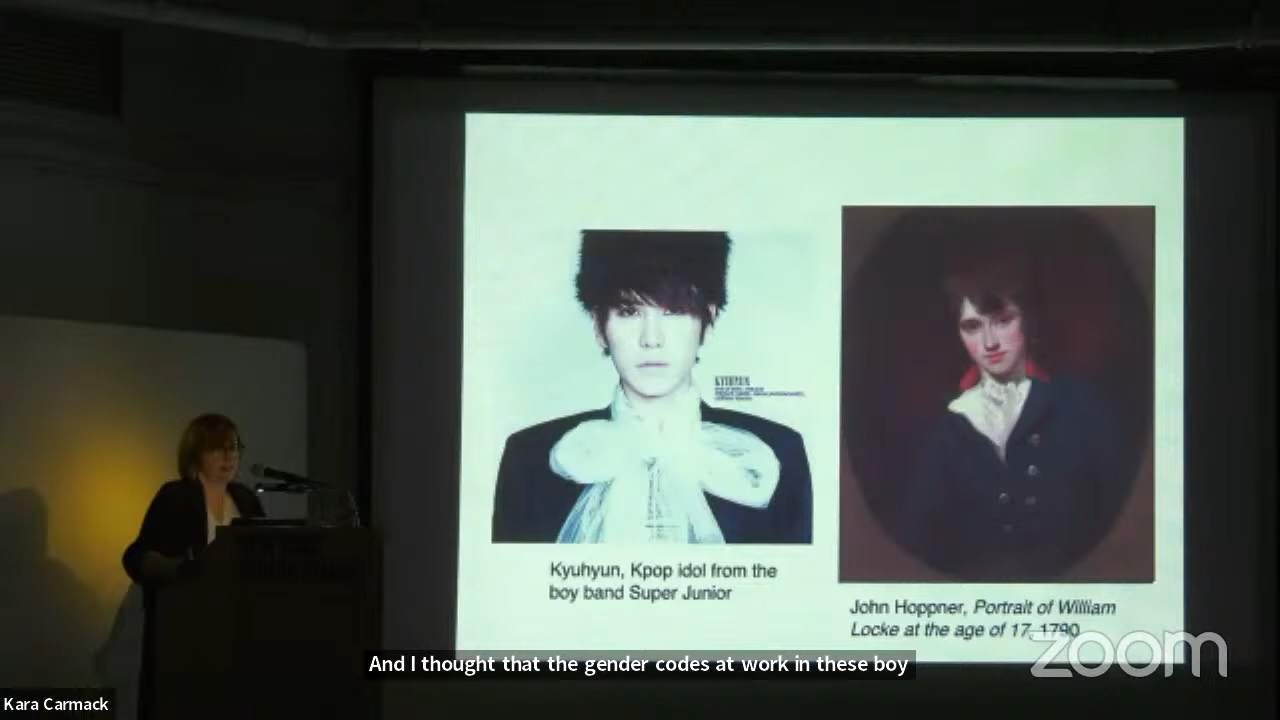 KYUHYUN
Kyuhyun, Kpop idol from the
boy band Super Junior
John Hoppner, Portrait of William
Locke at the age of 17, 1790
And I thought that the gender codes at work in these boy
zoom
Kara Carmack